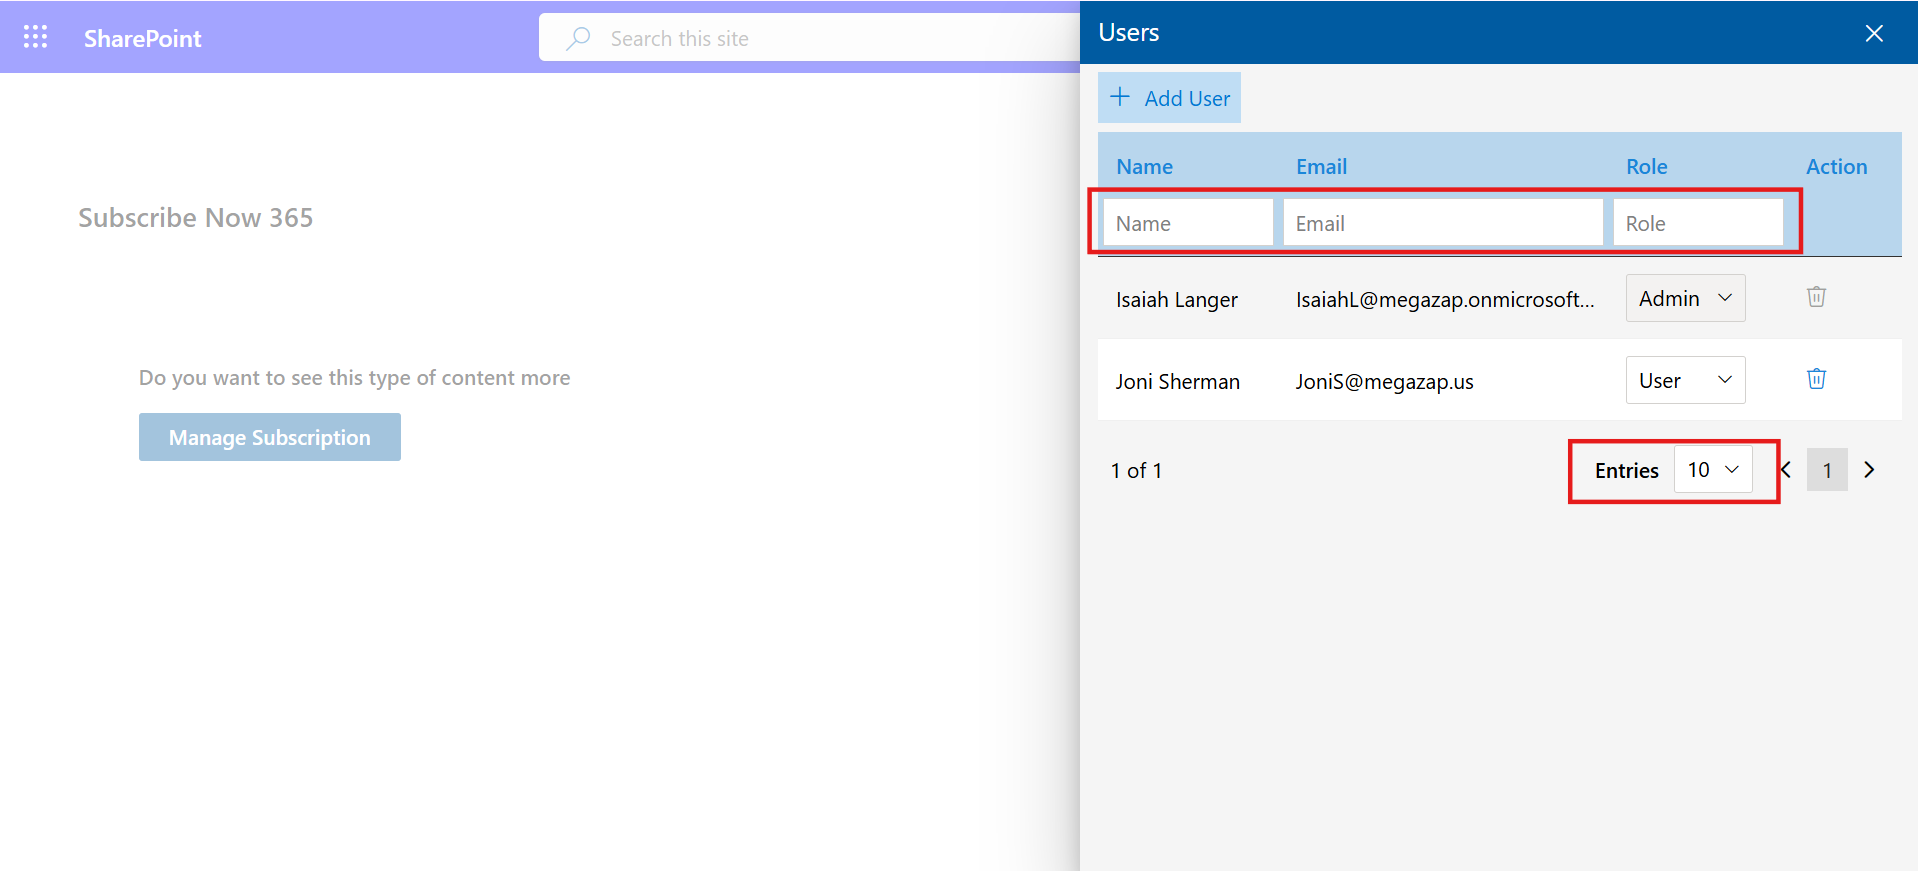 SharePoint
Search this site
Users
Add User
Subscribe Now 365
Do you want to see this type of content more
Manage Subscription
Name Email Role Action
Name Email Role
Isaiah Langer IsaiahL@megazap.onmicrosoft... Admin
Joni Sherman JoniS@megazap.us User
1 of 1 Entries 10 1